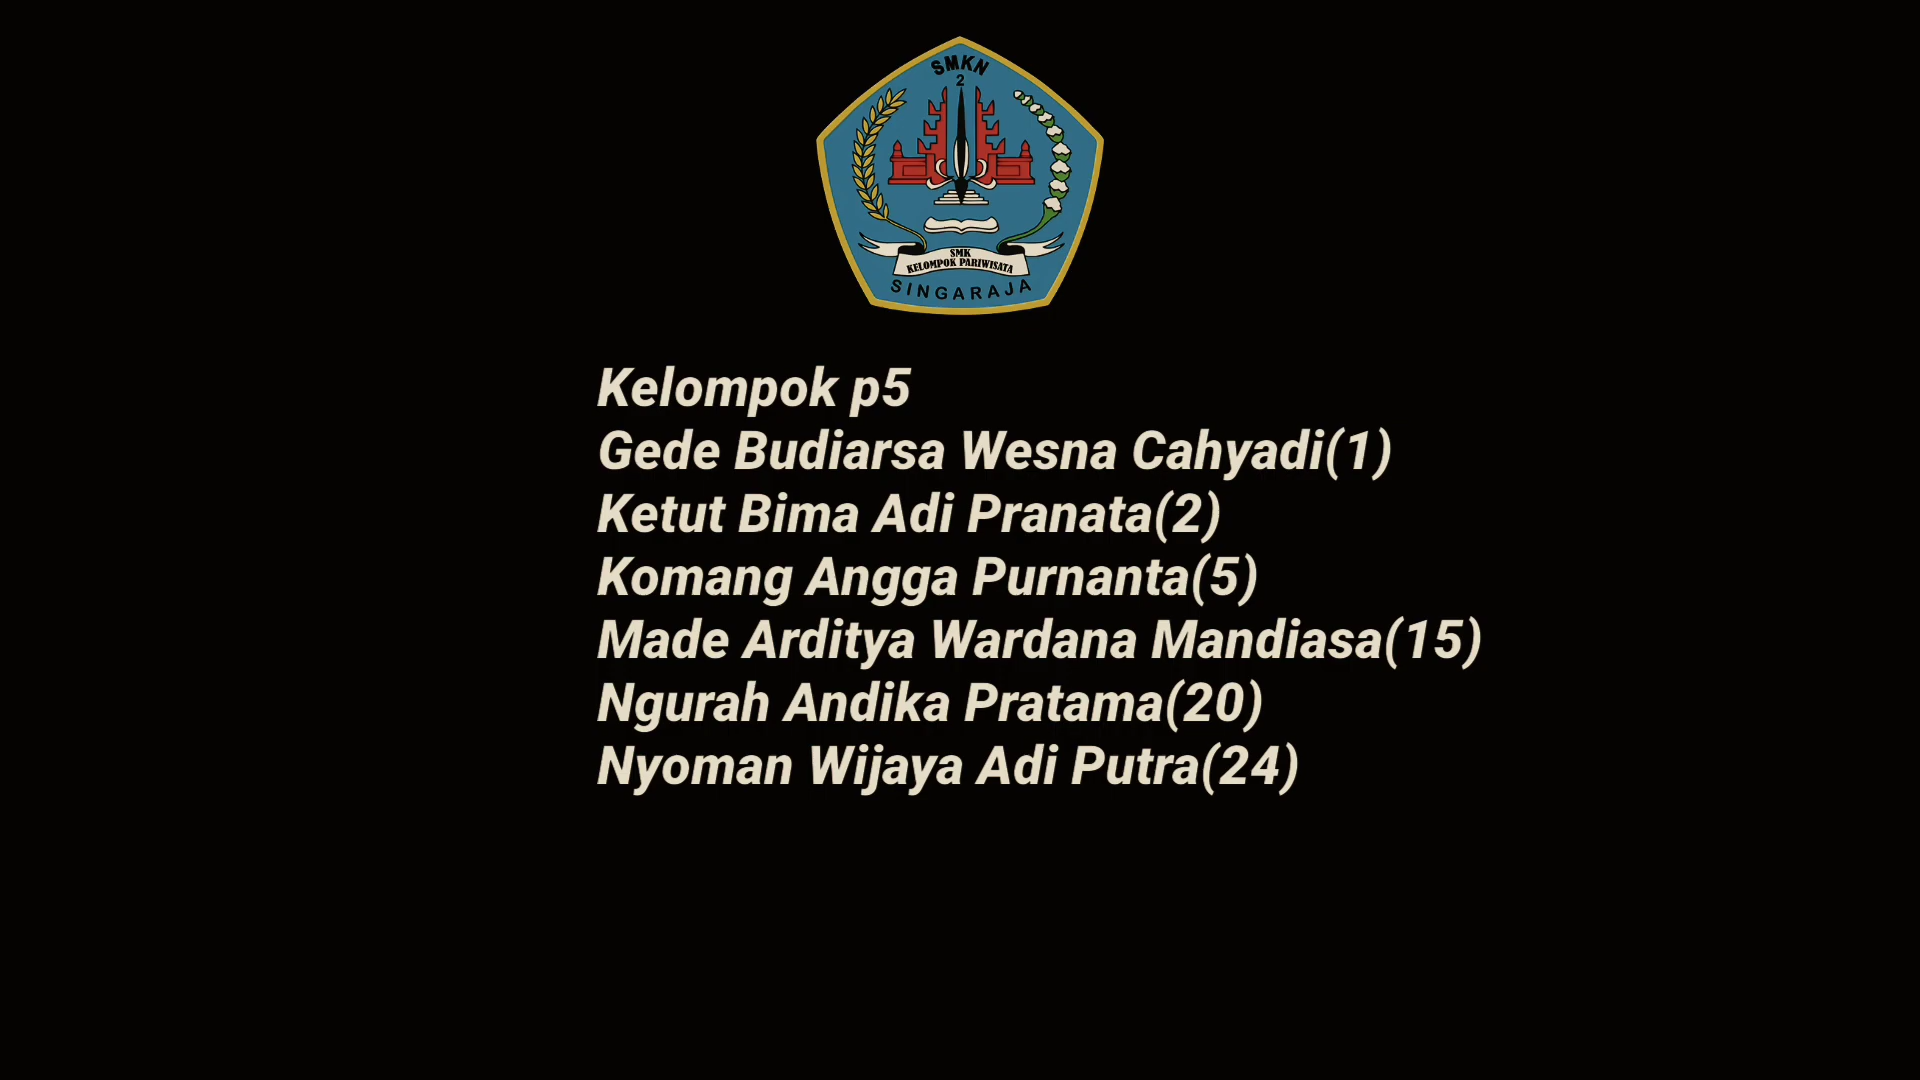 SMKN
2
SMK
KELOMPOK PARIWISATA
SINGARAJA
Kelompok p5
Gede Budiarsa Wesna Cahyadi(1)
Ketut Bima Adi Pranata(2)
Komang Angga Purnanta(5)
Made Arditya Wardana Mandiasa(15)
Ngurah Andika Pratama(20)
Nyoman Wijaya Adi Putra(24)